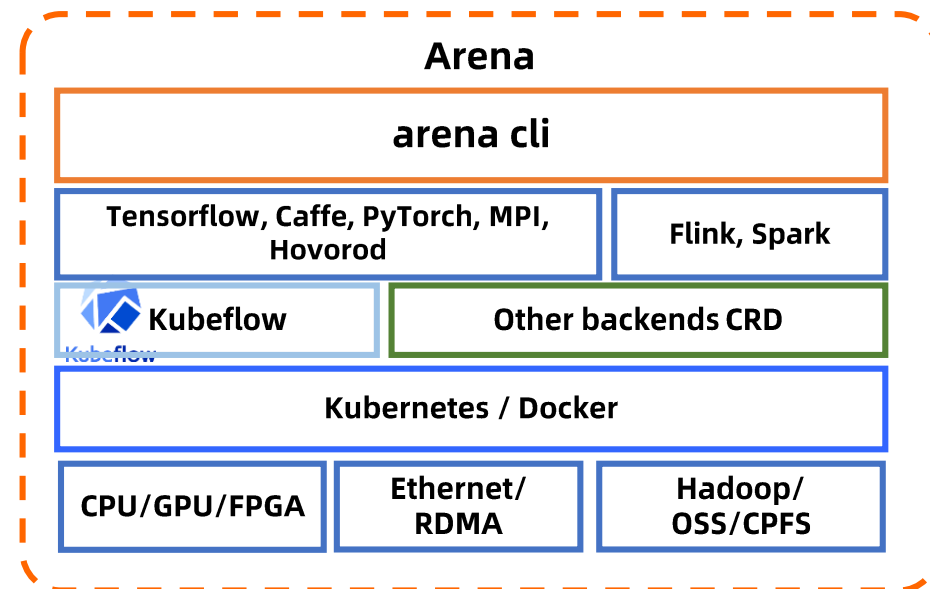 Arena
arena cli
Tensorflow, Caffe, PyTorch, MPI,
Hovorod
Flink, Spark
Kubeflow
Kubeflow
Other backends CRD
Kubernetes / Docker
CPU/GPU/FPGA
Ethernet/
RDMA
Hadoop/
OSS/CPFS